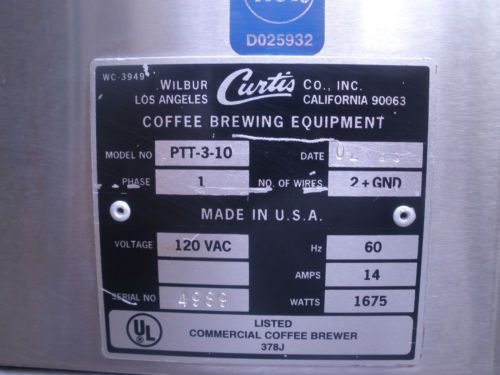 D025932
WC-3949
WILBUR Curtis CO., INC.
LOS ANGELES CALIFORNIA 90063
COFFEE BREWING EQUIPMENT
MODEL NO PTT-3-10 DATE
PHASE 1 NO. OF WIRES 2+GND
MADE IN U.S.A.
VOLTAGE 120 VAC Hz 60
AMPS 14
SERIAL NO 4989 WATTS 1675
UL
LISTED
COMMERCIAL COFFEE BREWER
378J